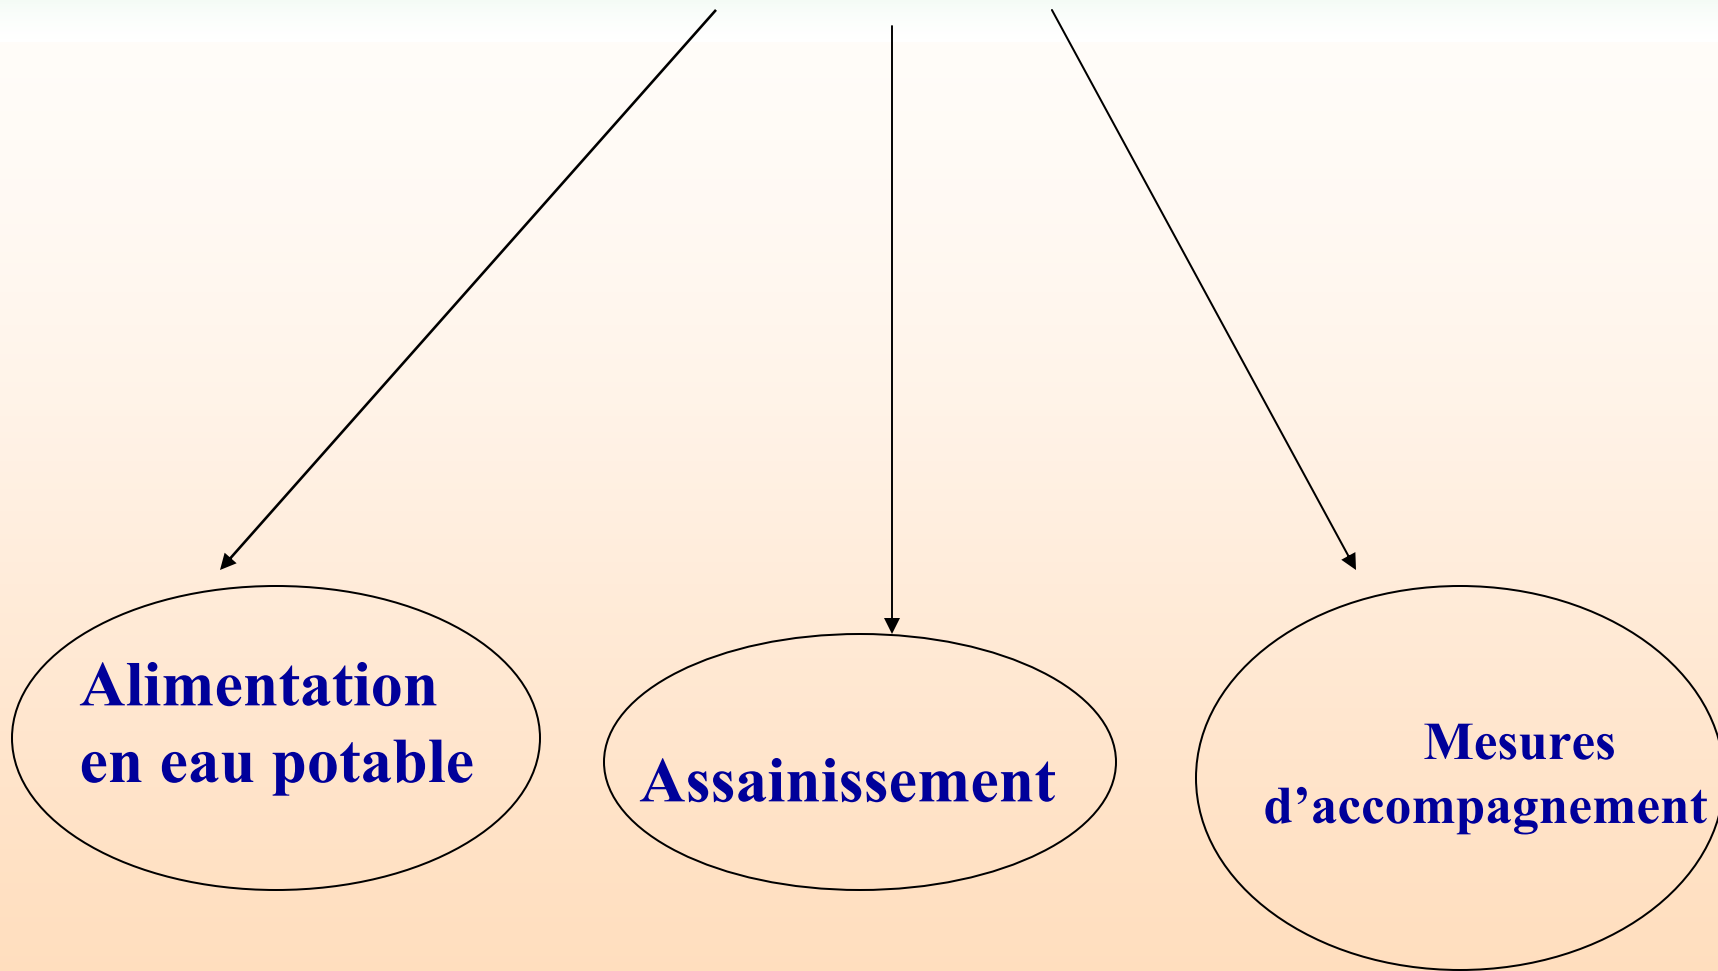 Alimentation
en eau potable
Assainissement
Mesures
d’accompagnement